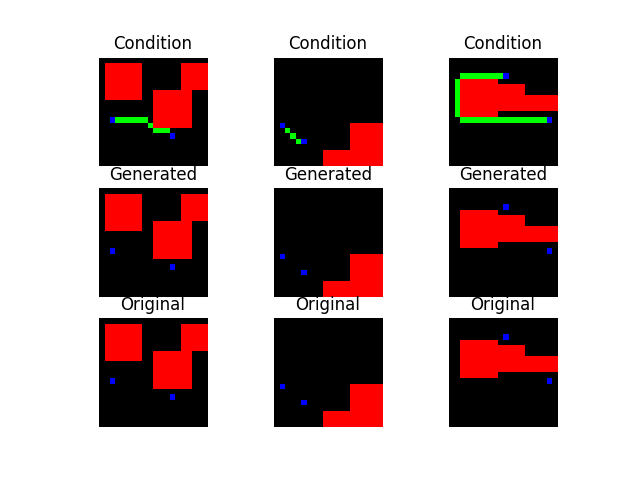 Condition Condition Condition
Generated Generated Generated
Original Original Original